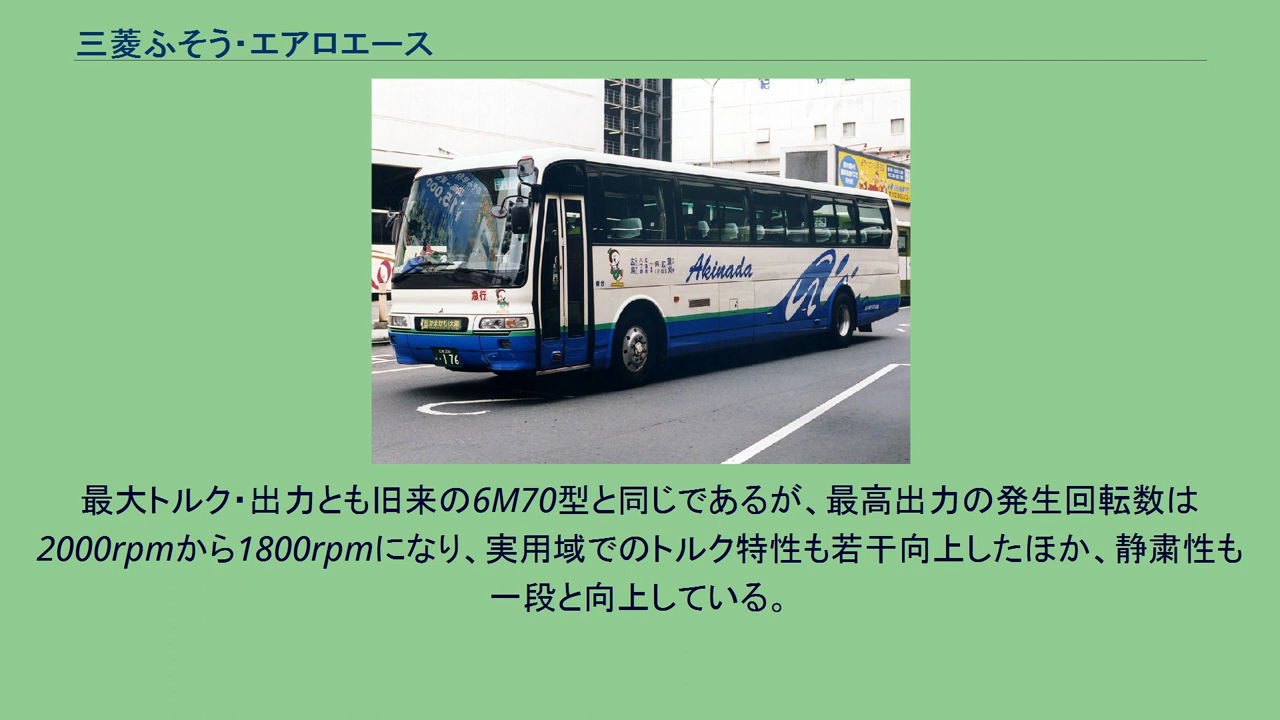 三菱ふそう・エアロエース
Akinada
急行
176
最大トルク・出力とも旧来の6M70型と同じであるが、最高出力の発生回転数は
2000rpmから1800rpmになり、実用域でのトルク特性も若干向上したほか、静粛性も
一段と向上している。